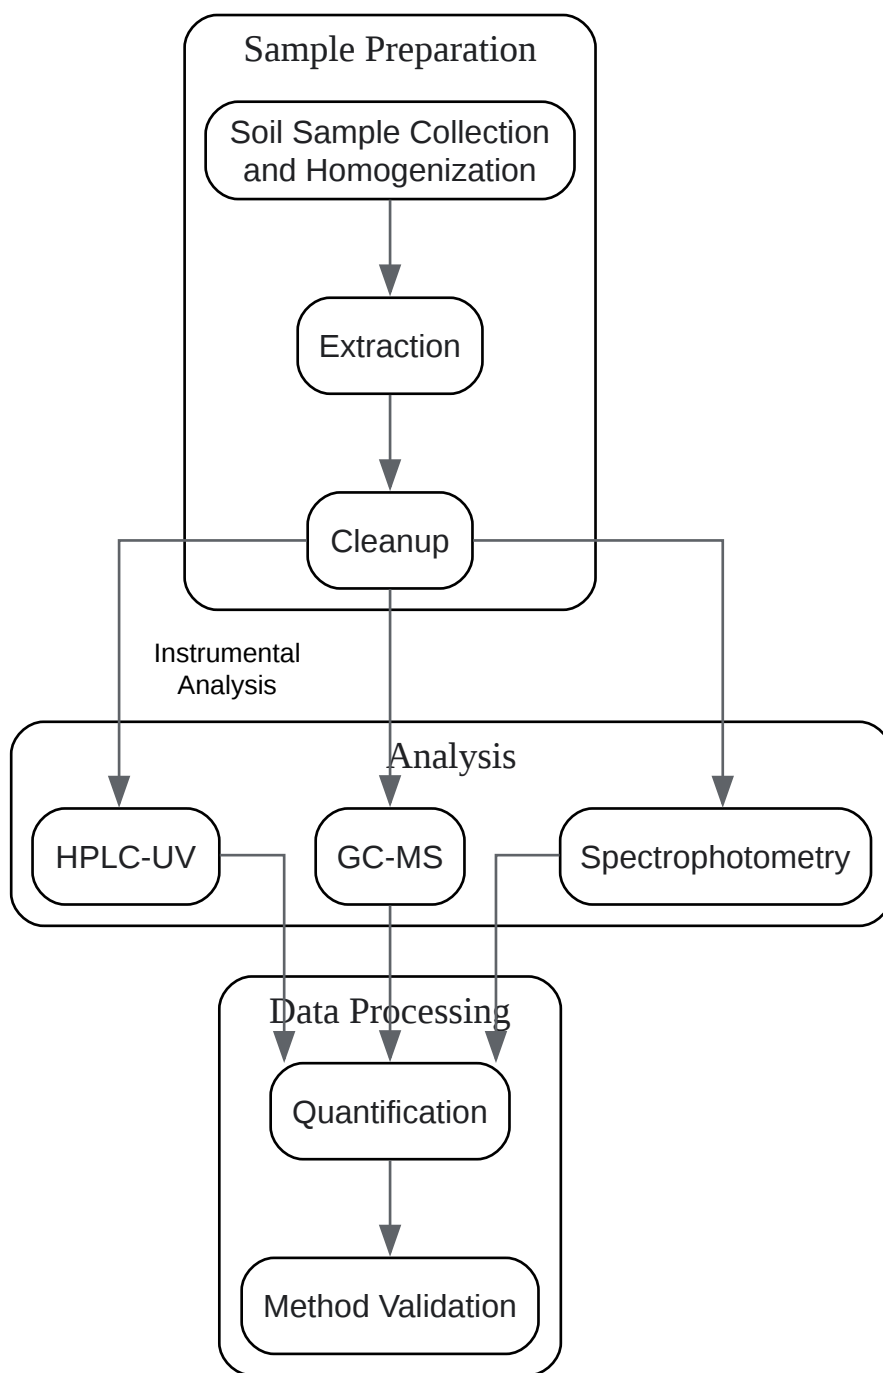 Sample Preparation
Soil Sample Collection
and Homogenization
Extraction
Cleanup
Instrumental
Analysis
Analysis
HPLC-UV
GC-MS
Spectrophotometry
Data Processing
Quantification
Method Validation